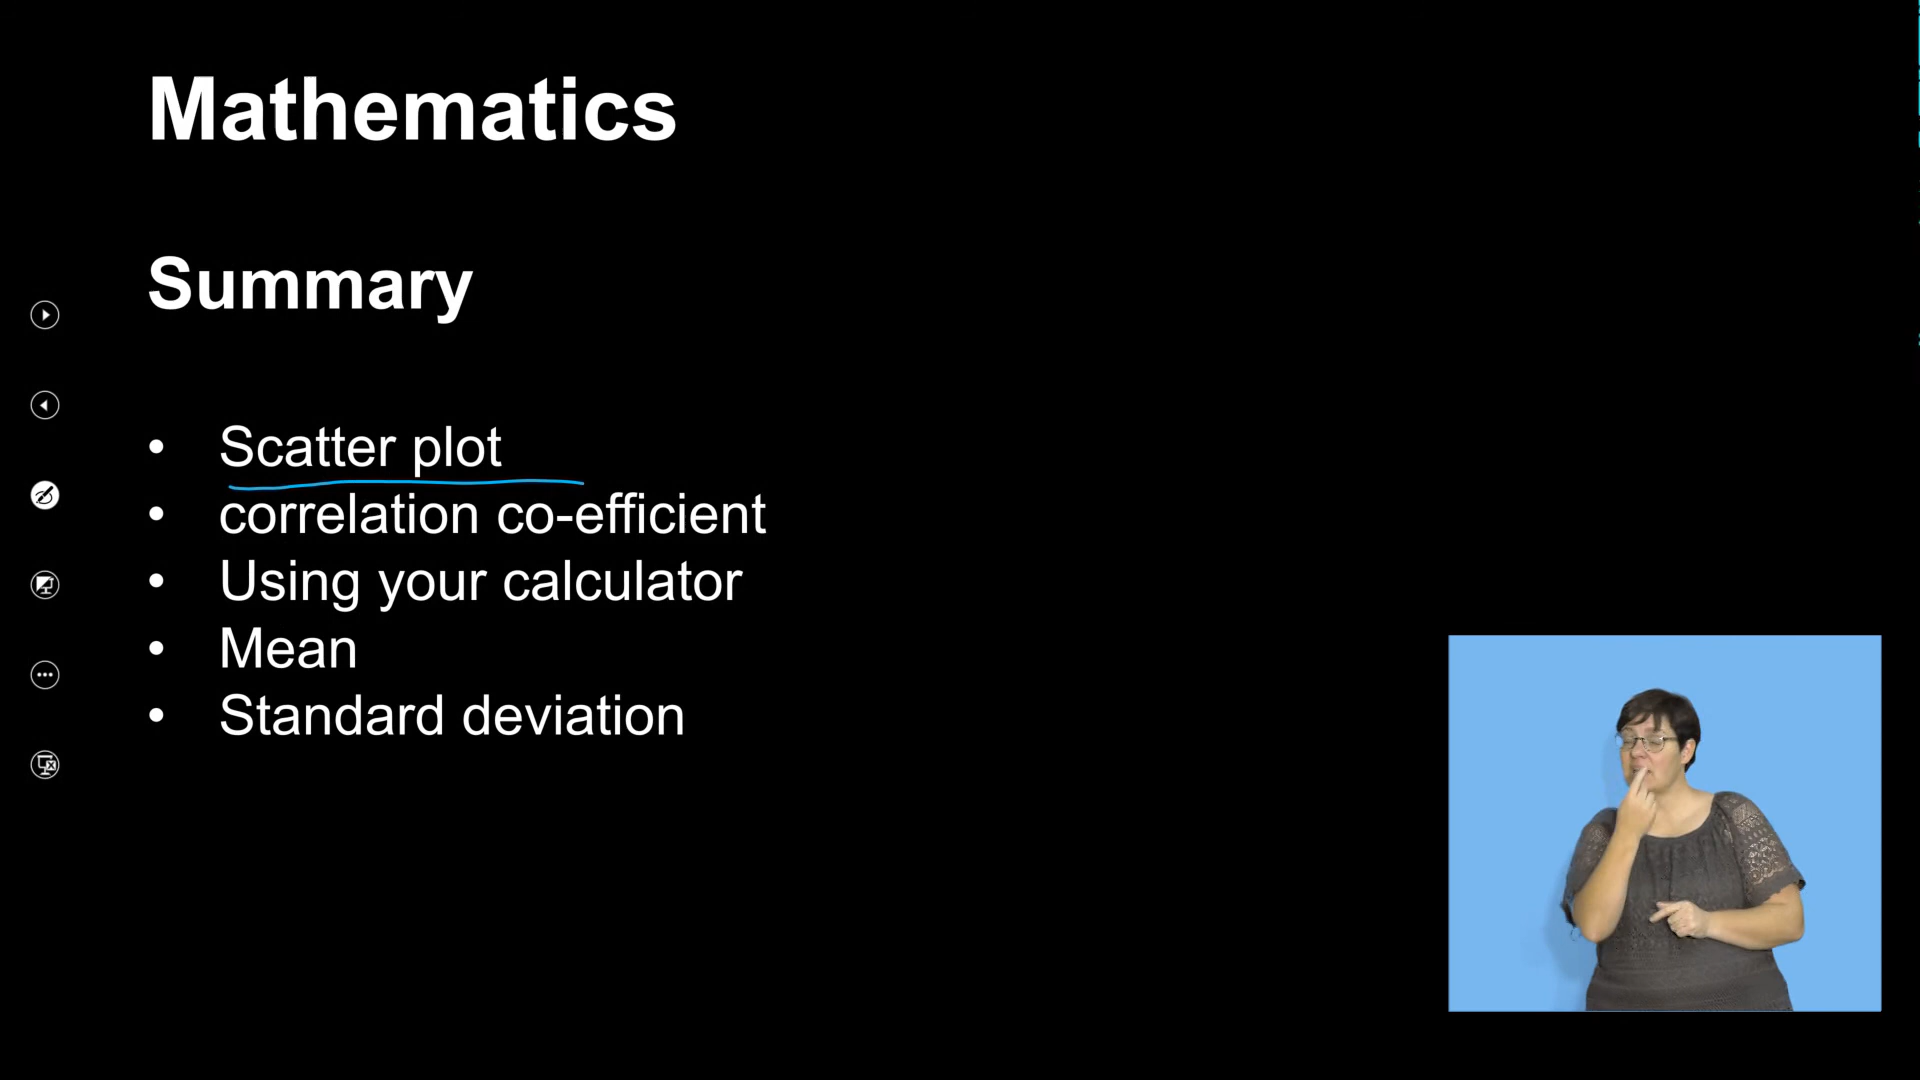 Mathematics
Summary
• Scatter plot
• correlation co-efficient
• Using your calculator
• Mean
• Standard deviation